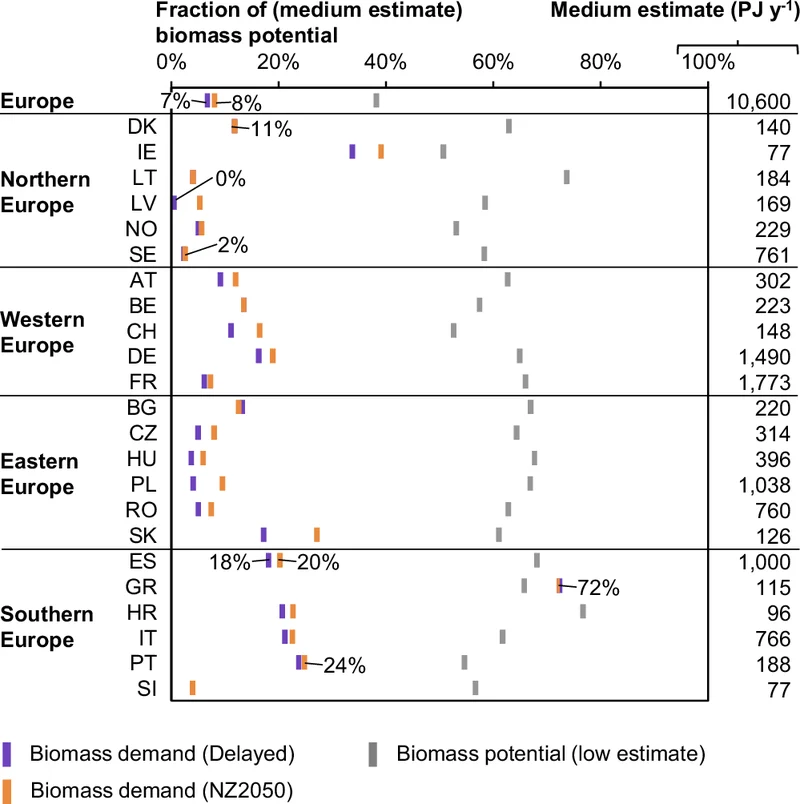 Fraction of (medium estimate) biomass potential
Medium estimate (PJ y-1)
0% 20% 40% 60% 80% 100%
Europe 7% 8% 10,600
Northern Europe
DK 11% 140
IE 77
LT 0% 184
LV 169
NO 229
SE 2% 761
Western Europe
AT 302
BE 223
CH 148
DE 1,490
FR 1,773
Eastern Europe
BG 220
CZ 314
HU 396
PL 1,038
RO 760
SK 126
Southern Europe
ES 18% 20% 1,000
GR 72% 115
HR 96
IT 766
PT 24% 188
SI 77
Biomass demand (Delayed)
Biomass potential (low estimate)
Biomass demand (NZ2050)